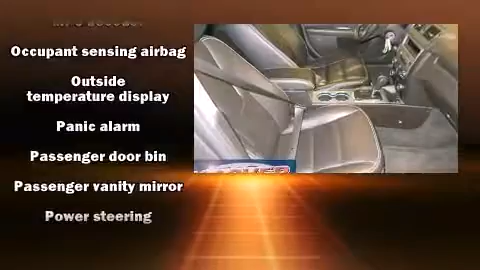 Occupant sensing airbag
Outside
temperature display
Panic alarm
Passenger door bin
Passenger vanity mirror
Power steering